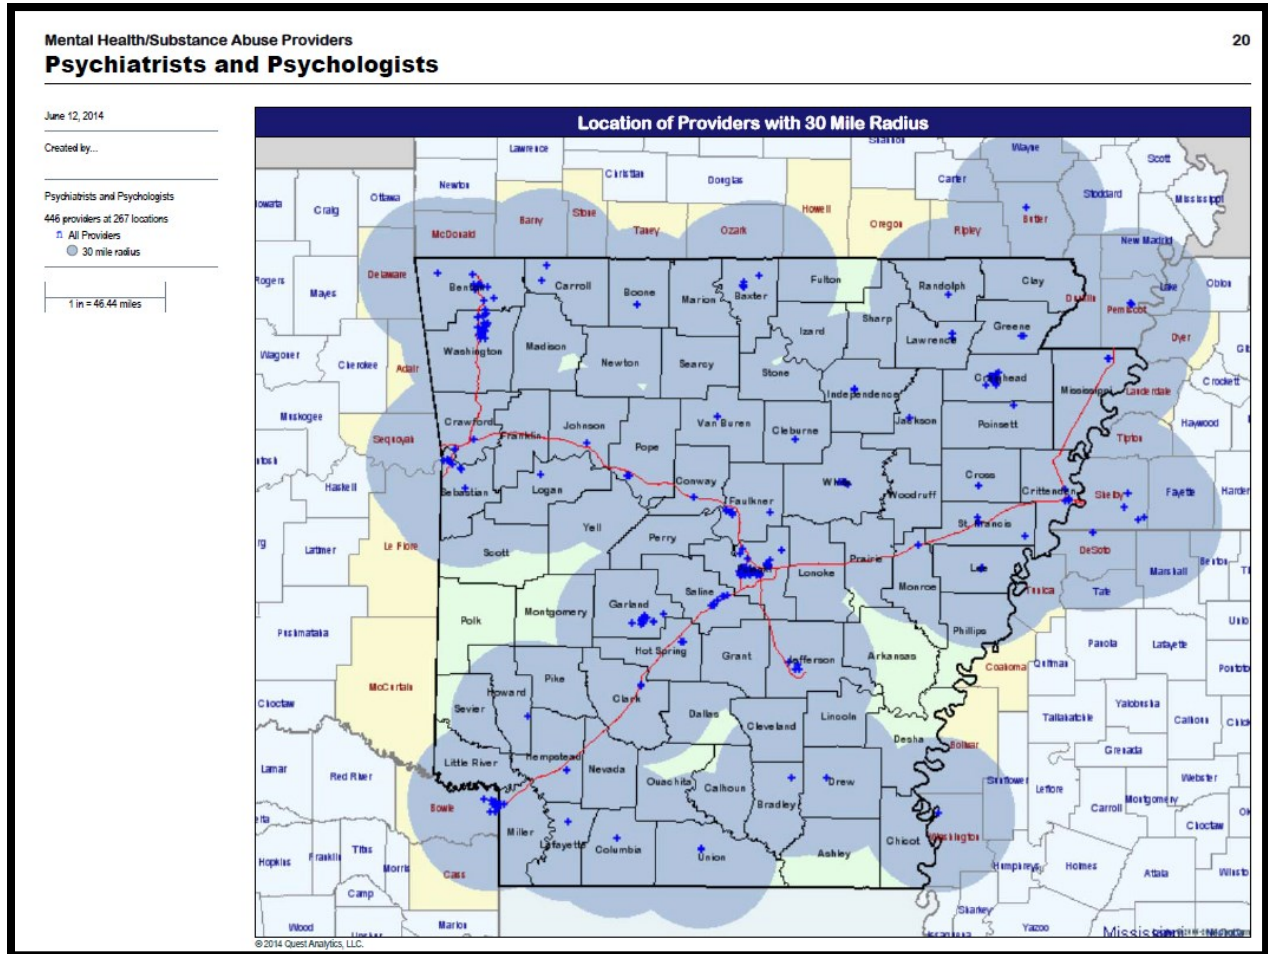 Mental Health/Substance Abuse Providers
20
Psychiatrists and Psychologists
June 12, 2014
Created by...
Psychiatrists and Psychologists
446 providers at 267 locations
All Providers
30 mile radius
1 in = 46.44 miles
Location of Providers with 30 Mile Radius
Lawrence
Shannon
Wayne
Scott
Christian
Douglas
Carter
Newton
Ottawa
Craig
Stoddard
Mississippi
Howell
Stone
Barry
Butler
Oregon
McDonald
Taney
Ozark
Ripley
New Madrid
Delaware
Rogers
Mayes
Carroll
Boone
Marion
Baxter
Fulton
Randolph
Clay
Lake
Obion
Dunklin
Pemiscot
Izard
Sharp
Lawrence
Greene
Dyer
Wagoner
Cherokee
Adair
Washington
Madison
Newton
Searcy
Stone
Independence
Mississippi
Lauderdale
Crockett
Muskogee
Sequoyah
Crawford
Franklin
Johnson
Pope
Van Buren
Cleburne
Jackson
Poinsett
Tipton
Haywood
Haskell
Sebastian
Logan
Conway
Faulkner
Woodruff
Cross
Crittenden
Shelby
Fayette
Latimer
Le Flore
Scott
Yell
Perry
Lonoke
Prairie
St. Francis
DeSoto
Marshall
Benton
Monroe
Tunica
Tate
Pushmataha
Polk
Montgomery
Garland
Saline
Hot Spring
Grant
Jefferson
Arkansas
Phillips
Coahoma
Quitman
Panola
Lafayette
Choctaw
McCurtain
Sevier
Howard
Pike
Clark
Dallas
Cleveland
Lincoln
Desha
Bolivar
Tallahatchie
Yalobusha
Calhoun
Grenada
Lamar
Red River
Little River
Hempstead
Nevada
Ouachita
Calhoun
Bradley
Drew
Sunflower
Leflore
Webster
Carroll
Montgomery
Choctaw
Bowie
Miller
Lafayette
Columbia
Union
Ashley
Chicot
Washington
Hopkins
Franklin
Titus
Morris
Cass
Humphreys
Holmes
Attala
Camp
Wood
Marion
Sharkey
Yazoo
© 2014 Quest Analytics, LLC.